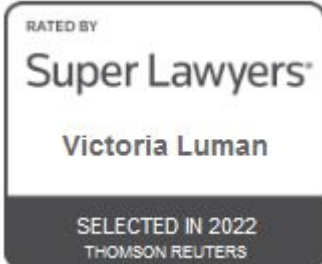 RATED BY
Super Lawyers®
Victoria Luman
SELECTED IN 2022
THOMSON REUTERS